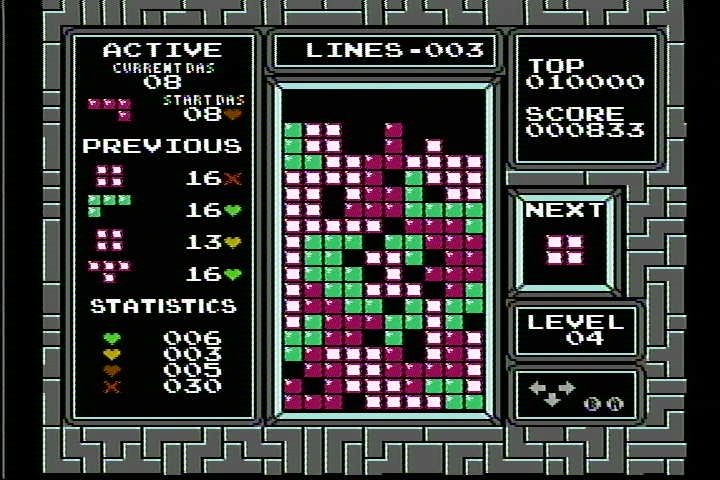 ACTIVE
CURRENT DAS
08
START DAS
08
PREVIOUS
16
16
13
16
STATISTICS
006
003
005
030
LINES-003
TOP
010000
SCORE
000833
NEXT
LEVEL
04
B A